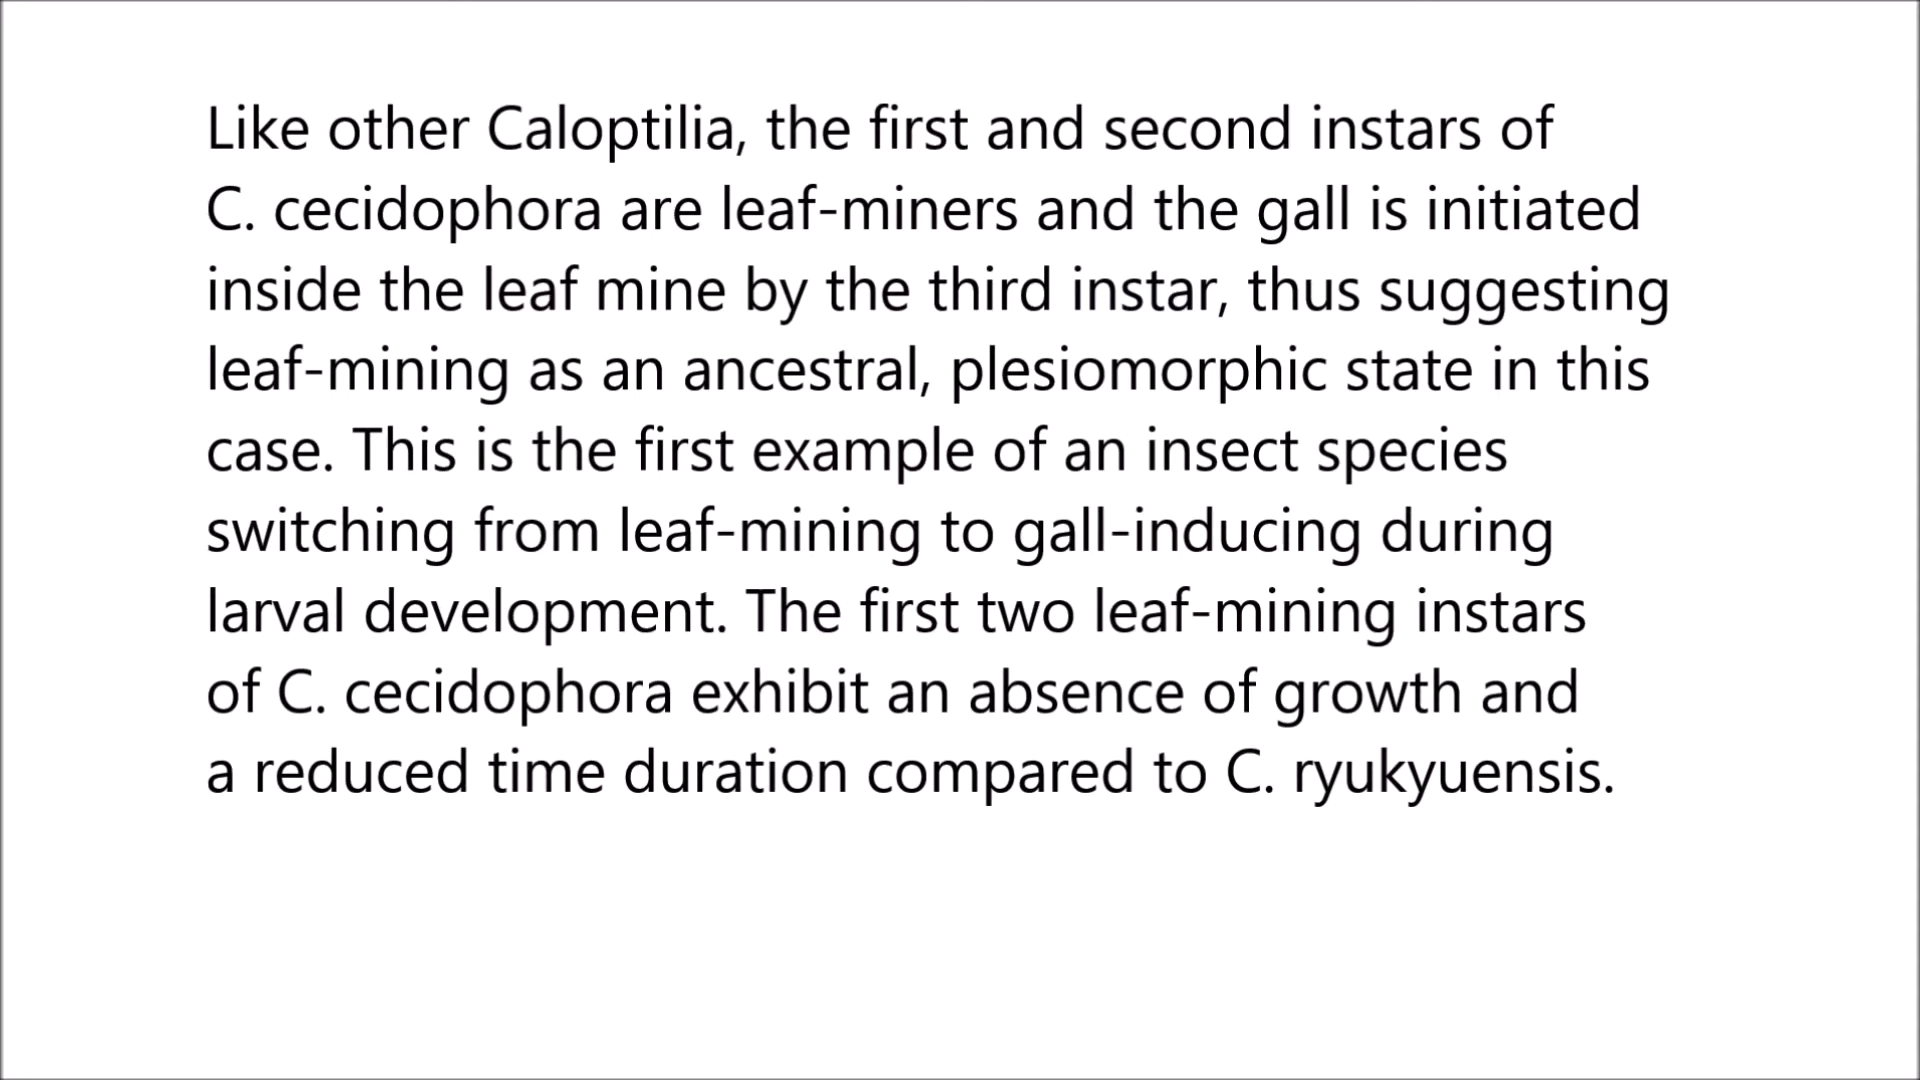 Like other Caloptilia, the first and second instars of
C. cecidophora are leaf-miners and the gall is initiated
inside the leaf mine by the third instar, thus suggesting
leaf-mining as an ancestral, plesiomorphic state in this
case. This is the first example of an insect species
switching from leaf-mining to gall-inducing during
larval development. The first two leaf-mining instars
of C. cecidophora exhibit an absence of growth and
a reduced time duration compared to C. ryukyuensis.